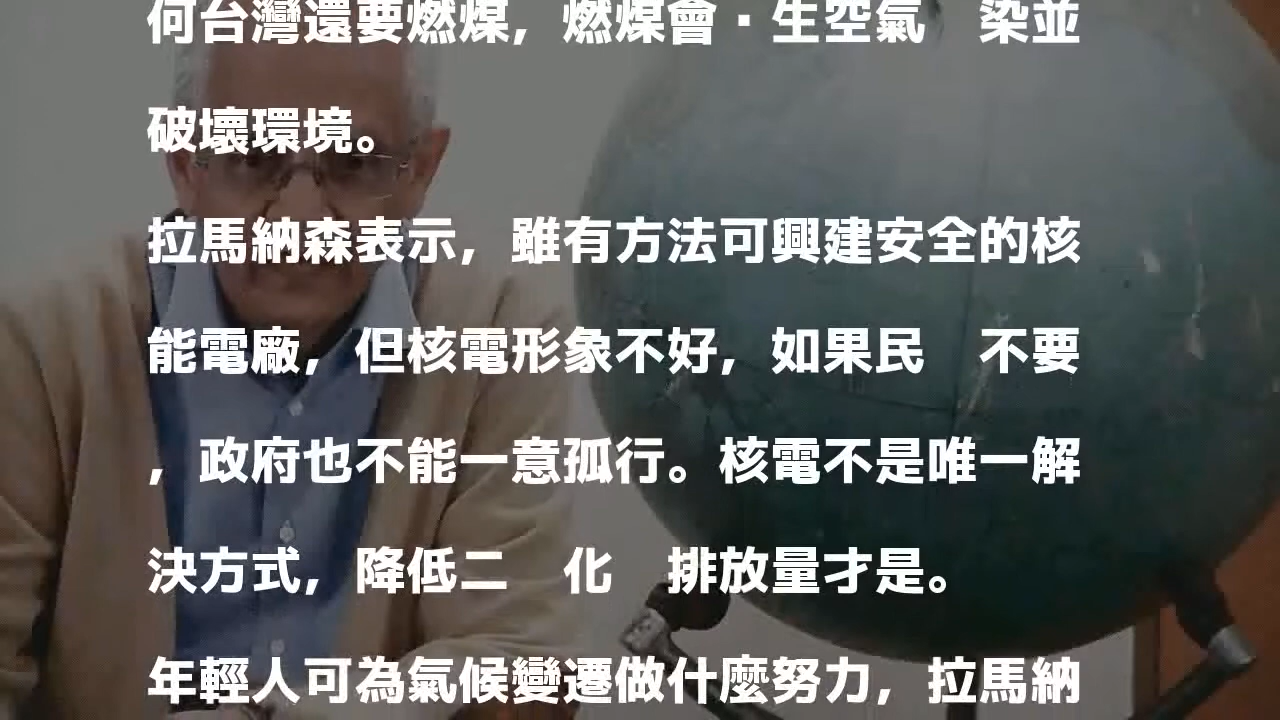 何台灣還要燃煤，燃煤會·生空氣　染並
破壞環境。
拉馬納森表示，雖有方法可興建安全的核
能電廠，但核電形象不好，如果民　不要
，政府也不能一意孤行。核電不是唯一解
決方式，降低二　化　排放量才是。
年輕人可為氣候變遷做什麼努力，拉馬納